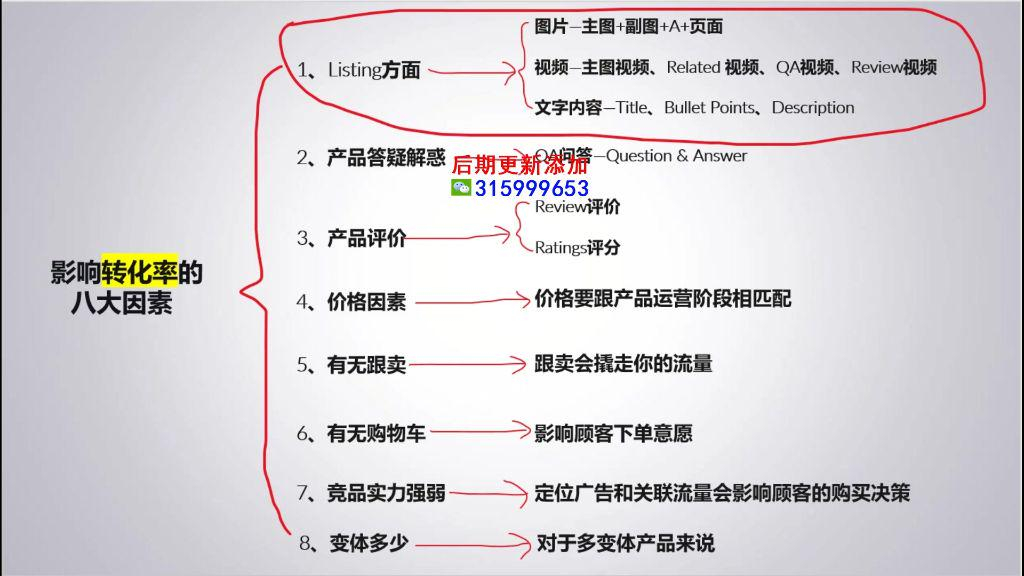 影响转化率的
八大因素
1、Listing方面
图片—主图+副图+A+页面
视频—主图视频、Related 视频、QA视频、Review视频
文字内容—Title、Bullet Points、Description
2、产品答疑解惑
QA问答—Question & Answer
后期更新添加
315999653
3、产品评价
Review评价
Ratings评分
4、价格因素
价格要跟产品运营阶段相匹配
5、有无跟卖
跟卖会撬走你的流量
6、有无购物车
影响顾客下单意愿
7、竞品实力强弱
定位广告和关联流量会影响顾客的购买决策
8、变体多少
对于多变体产品来说